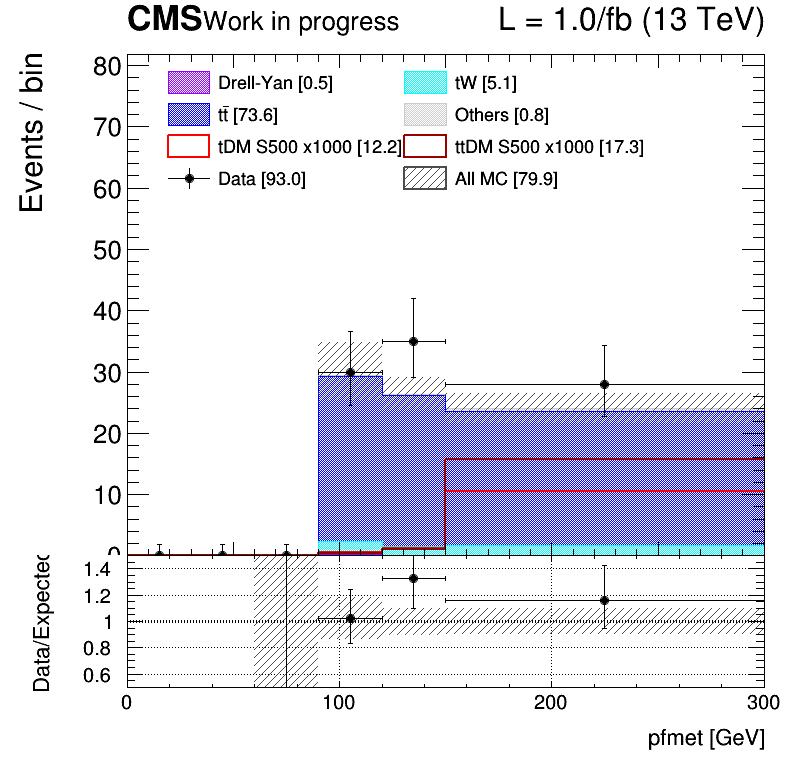 CMS Work in progress L = 1.0/fb (13 TeV)
Events / bin
80
70
60
50
40
30
20
10
0
Drell-Yan [0.5] tW [5.1]
tt̄ [73.6] Others [0.8]
tDM S500 x1000 [12.2] ttDM S500 x1000 [17.3]
Data [93.0] All MC [79.9]
Data/Expected
1.4
1.2
1
0.8
0.6
0 100 200 300
pfmet [GeV]